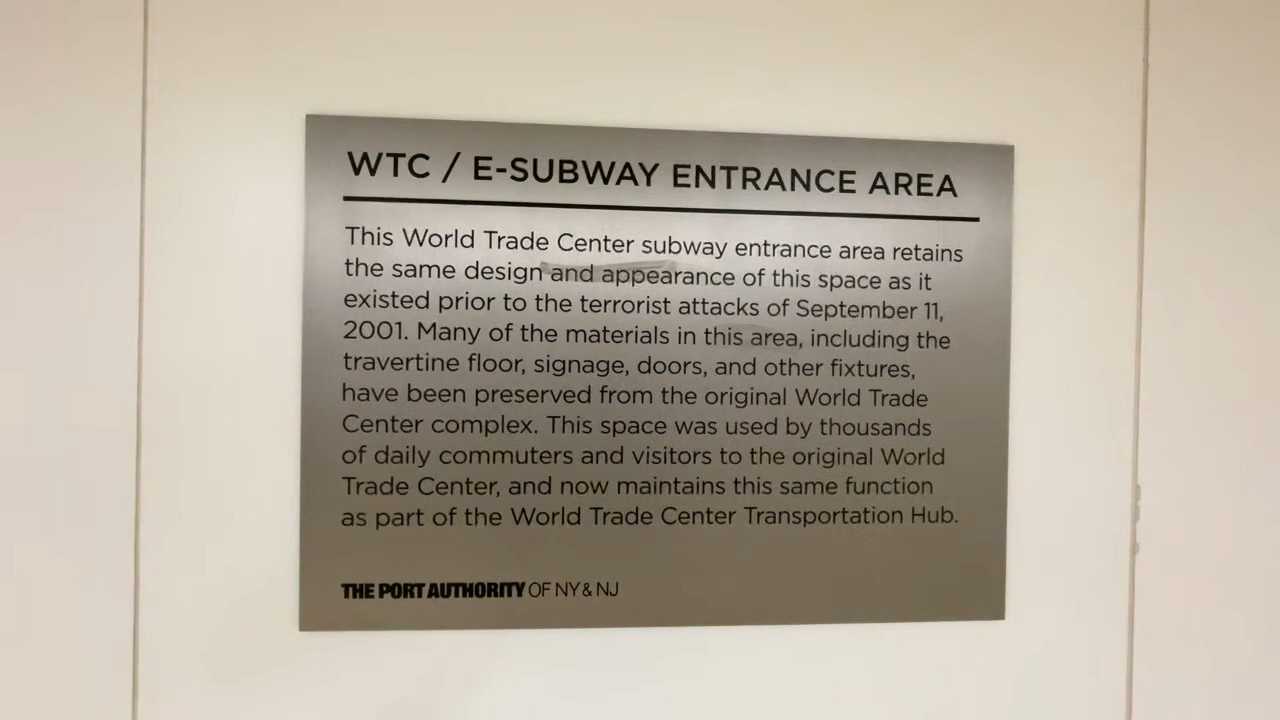 WTC / E-SUBWAY ENTRANCE AREA
This World Trade Center subway entrance area retains
the same design and appearance of this space as it
existed prior to the terrorist attacks of September 11,
2001. Many of the materials in this area, including the
travertine floor, signage, doors, and other fixtures,
have been preserved from the original World Trade
Center complex. This space was used by thousands
of daily commuters and visitors to the original World
Trade Center, and now maintains this same function
as part of the World Trade Center Transportation Hub.
THE PORT AUTHORITY OF NY & NJ